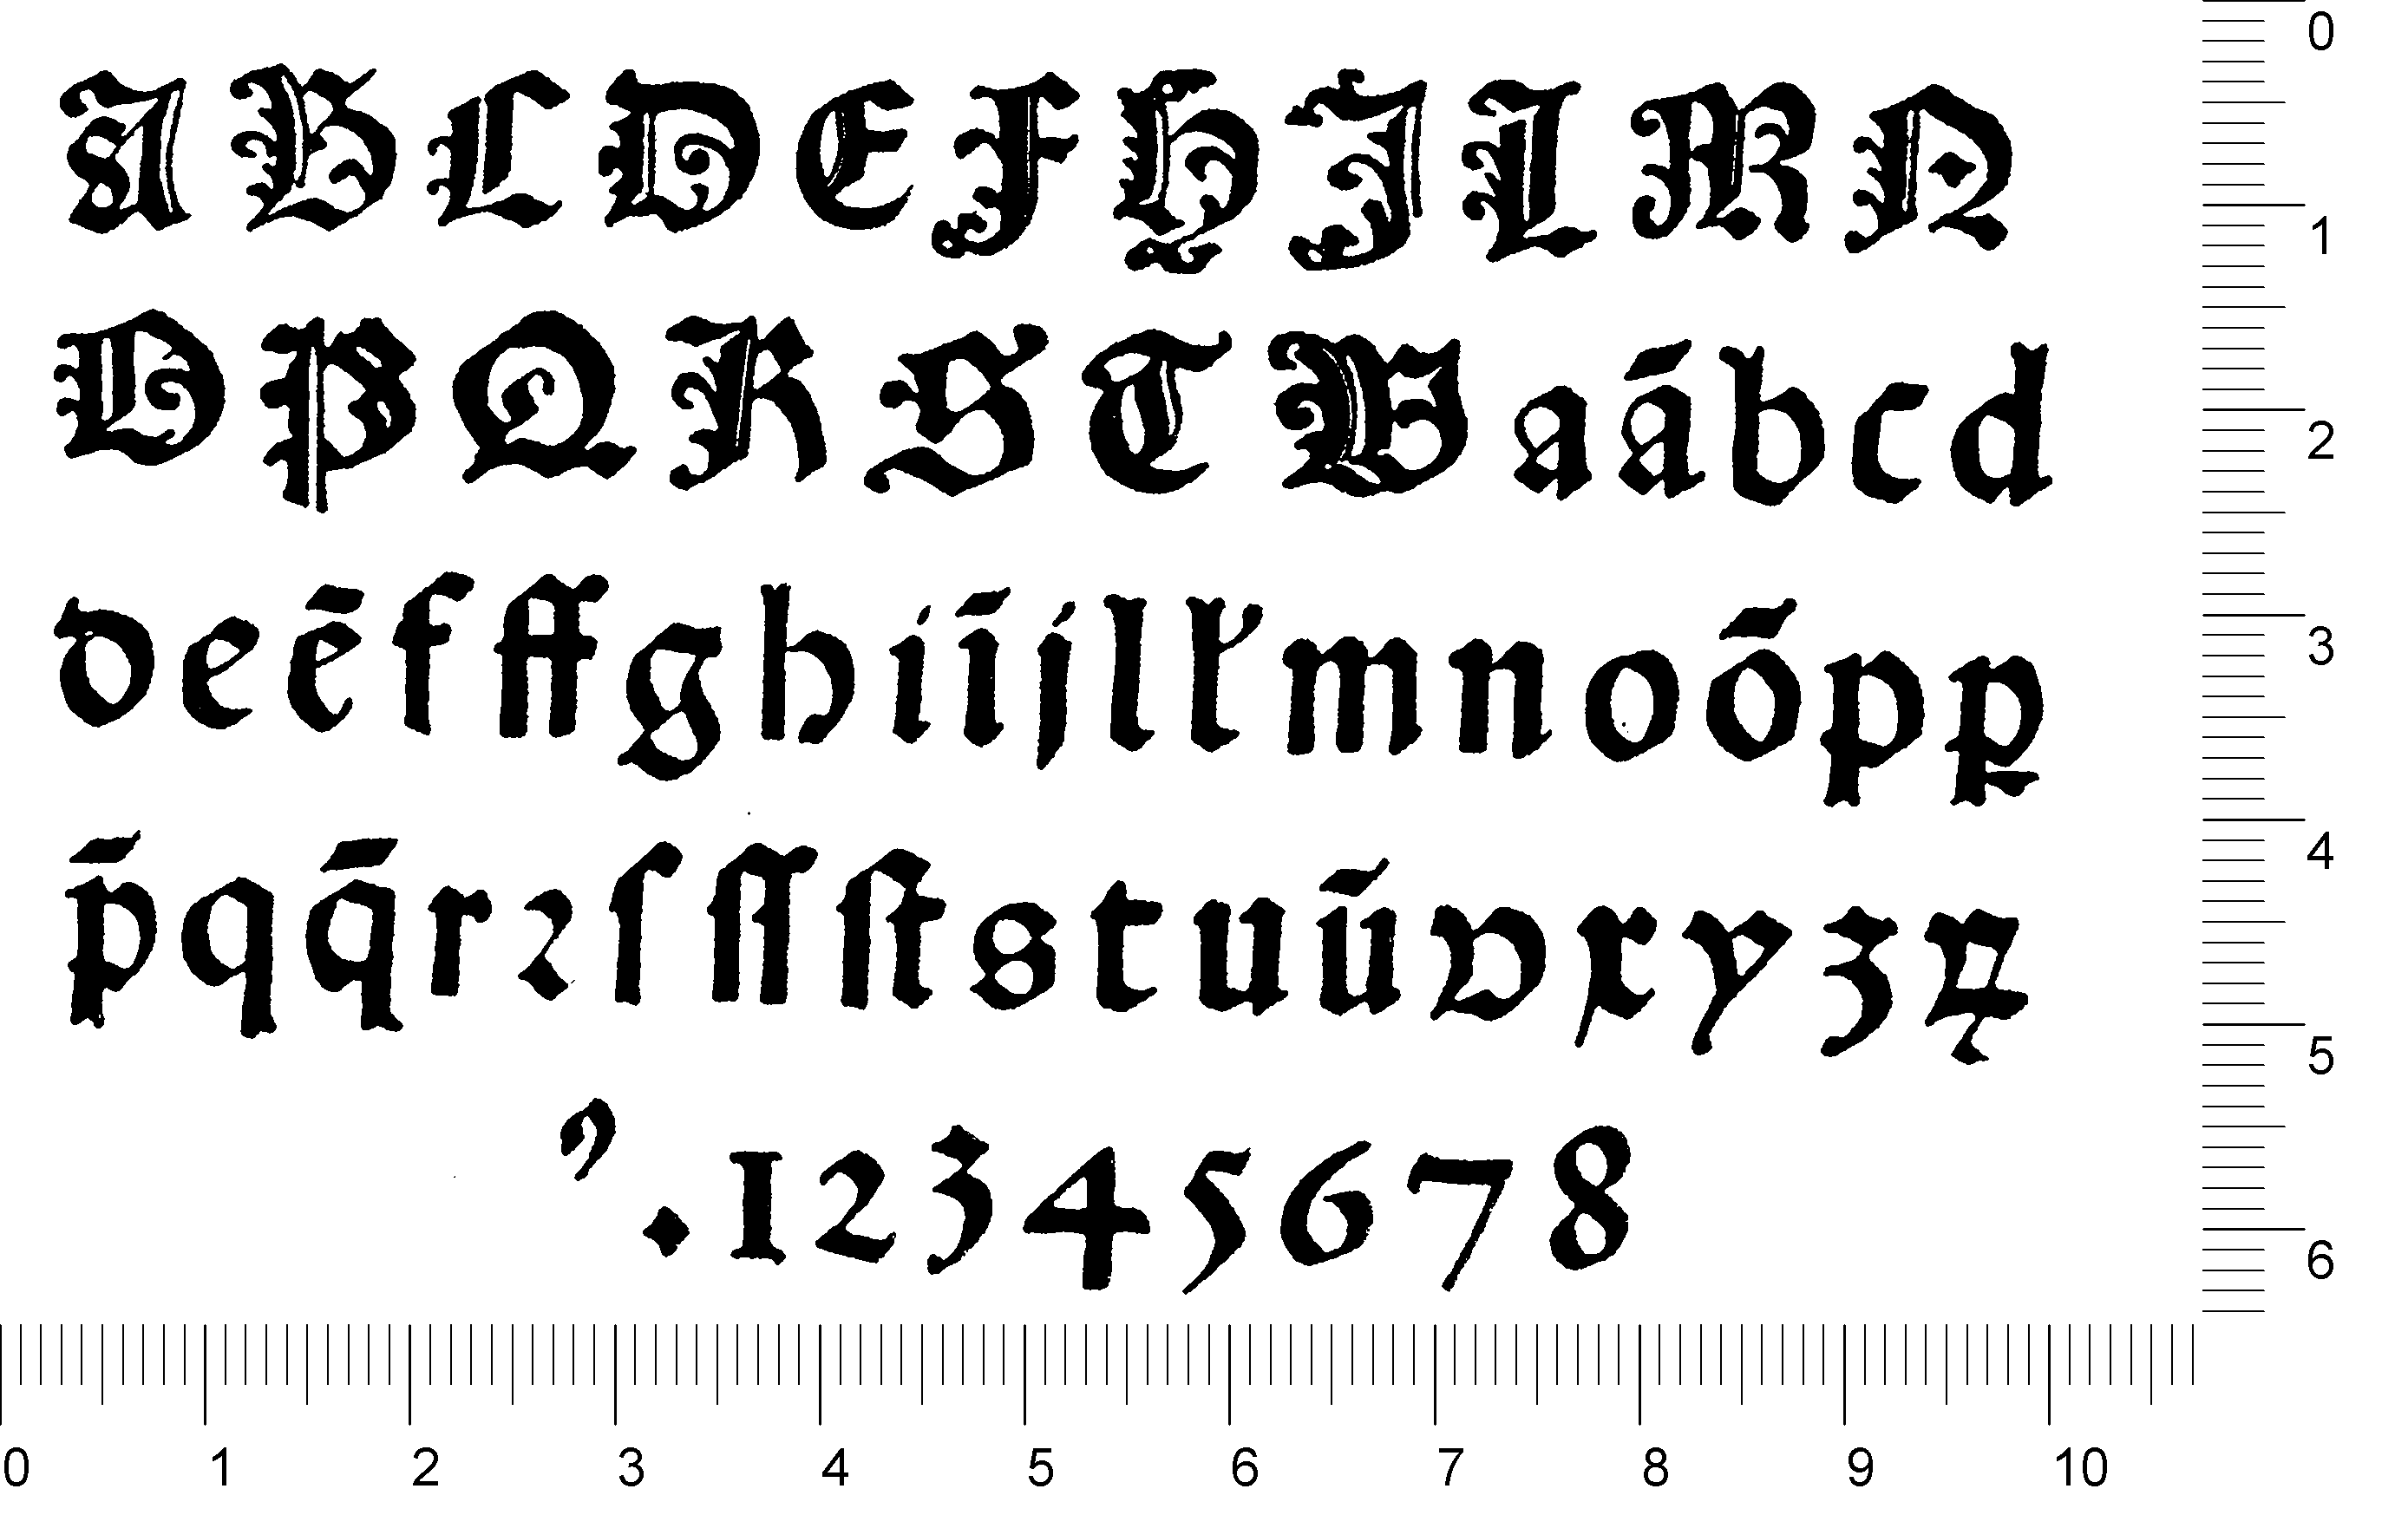 A B C D E F H J L M N
O P Q R S T W a ā b c d
d e ē f ff g h i ī j l m n o ō p ꝑ
p̄ q q̄ r ꝛ ſ ſſ ſt s t u ū v x y z ꝝ
ꝰ . 1 2 3 4 5 6 7 8
0
1
2
3
4
5
6
0 1 2 3 4 5 6 7 8 9 10